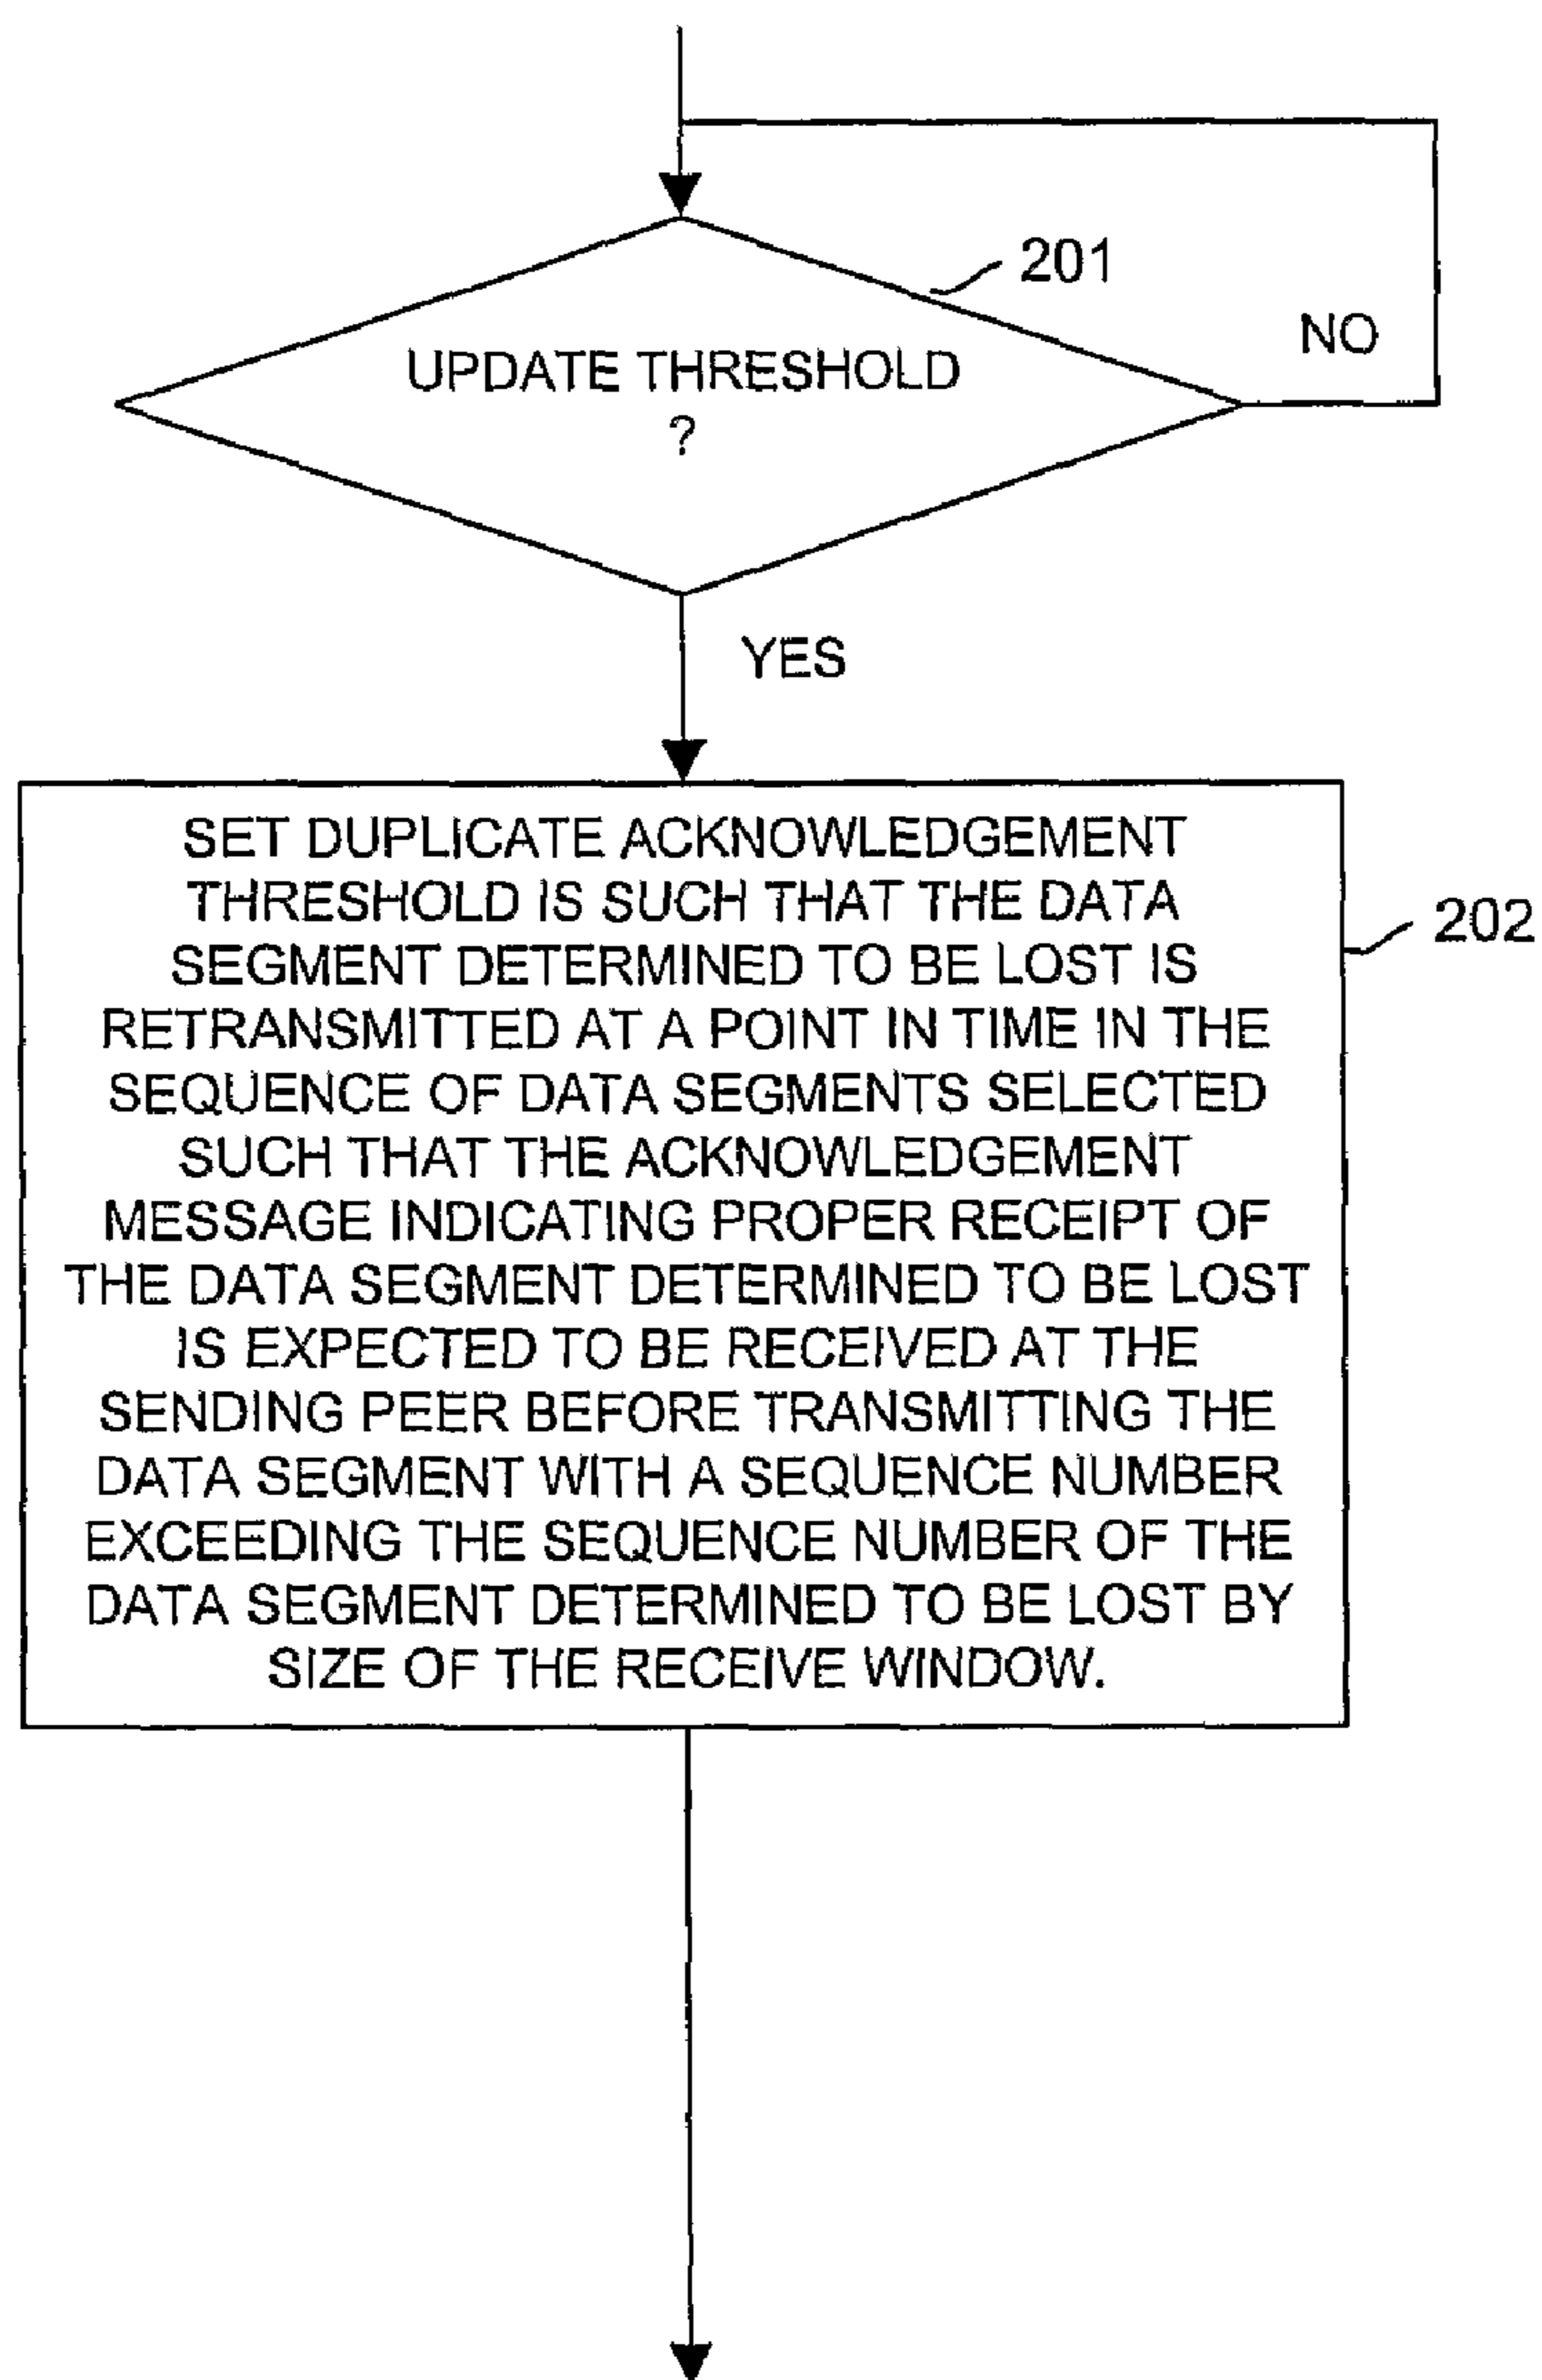 201
NO
UPDATE THRESHOLD
?
YES
SET DUPLICATE ACKNOWLEDGEMENT
THRESHOLD IS SUCH THAT THE DATA
SEGMENT DETERMINED TO BE LOST IS
RETRANSMITTED AT A POINT IN TIME IN THE
SEQUENCE OF DATA SEGMENTS SELECTED
SUCH THAT THE ACKNOWLEDGEMENT
MESSAGE INDICATING PROPER RECEIPT OF
THE DATA SEGMENT DETERMINED TO BE LOST
IS EXPECTED TO BE RECEIVED AT THE
SENDING PEER BEFORE TRANSMITTING THE
DATA SEGMENT WITH A SEQUENCE NUMBER
EXCEEDING THE SEQUENCE NUMBER OF THE
DATA SEGMENT DETERMINED TO BE LOST BY
SIZE OF THE RECEIVE WINDOW.
202